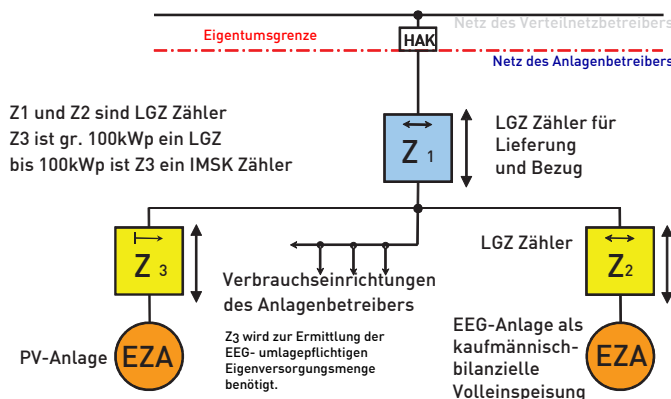 Netz des Verteilnetzbetreibers
Eigentumsgrenze
HAK
Netz des Anlagenbetreibers
Z1 und Z2 sind LGZ Zähler
Z3 ist gr. 100kWp ein LGZ
bis 100kWp ist Z3 ein IMSK Zähler
Z 1
LGZ Zähler für
Lieferung
und Bezug
Z 3
LGZ Zähler
Z 2
Verbrauchseinrichtungen
des Anlagenbetreibers
Z3 wird zur Ermittlung der
EEG- umlagepflichtigen
Eigenversorgungsmenge
benötigt.
PV-Anlage
EZA
EEG-Anlage als
kaufmännisch-
bilanzielle
Volleinspeisung
EZA